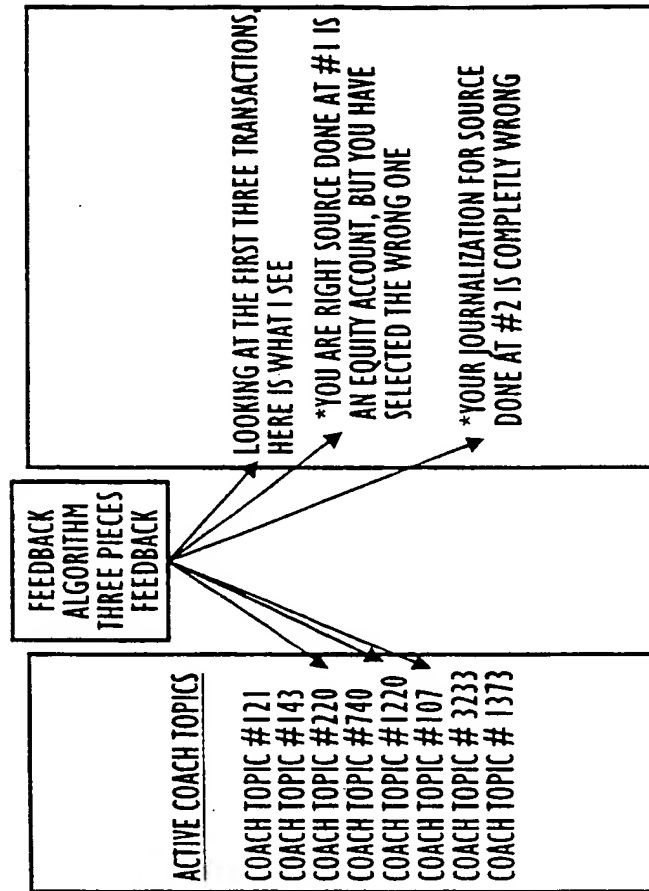 ACTIVE COACH TOPICS
COACH TOPIC #121
COACH TOPIC #143
COACH TOPIC #220
COACH TOPIC #740
COACH TOPIC #1220
COACH TOPIC #107
COACH TOPIC # 3233
COACH TOPIC # 1373
FEEDBACK
ALGORITHM
THREE PIECES
FEEDBACK
LOOKING AT THE FIRST THREE TRANSACTIONS,
HERE IS WHAT I SEE
*YOU ARE RIGHT SOURCE DONE AT #1 IS
AN EQUITY ACCOUNT, BUT YOU HAVE
SELECTED THE WRONG ONE
*YOUR JOURNALIZATION FOR SOURCE
DONE AT #2 IS COMPLETLY WRONG